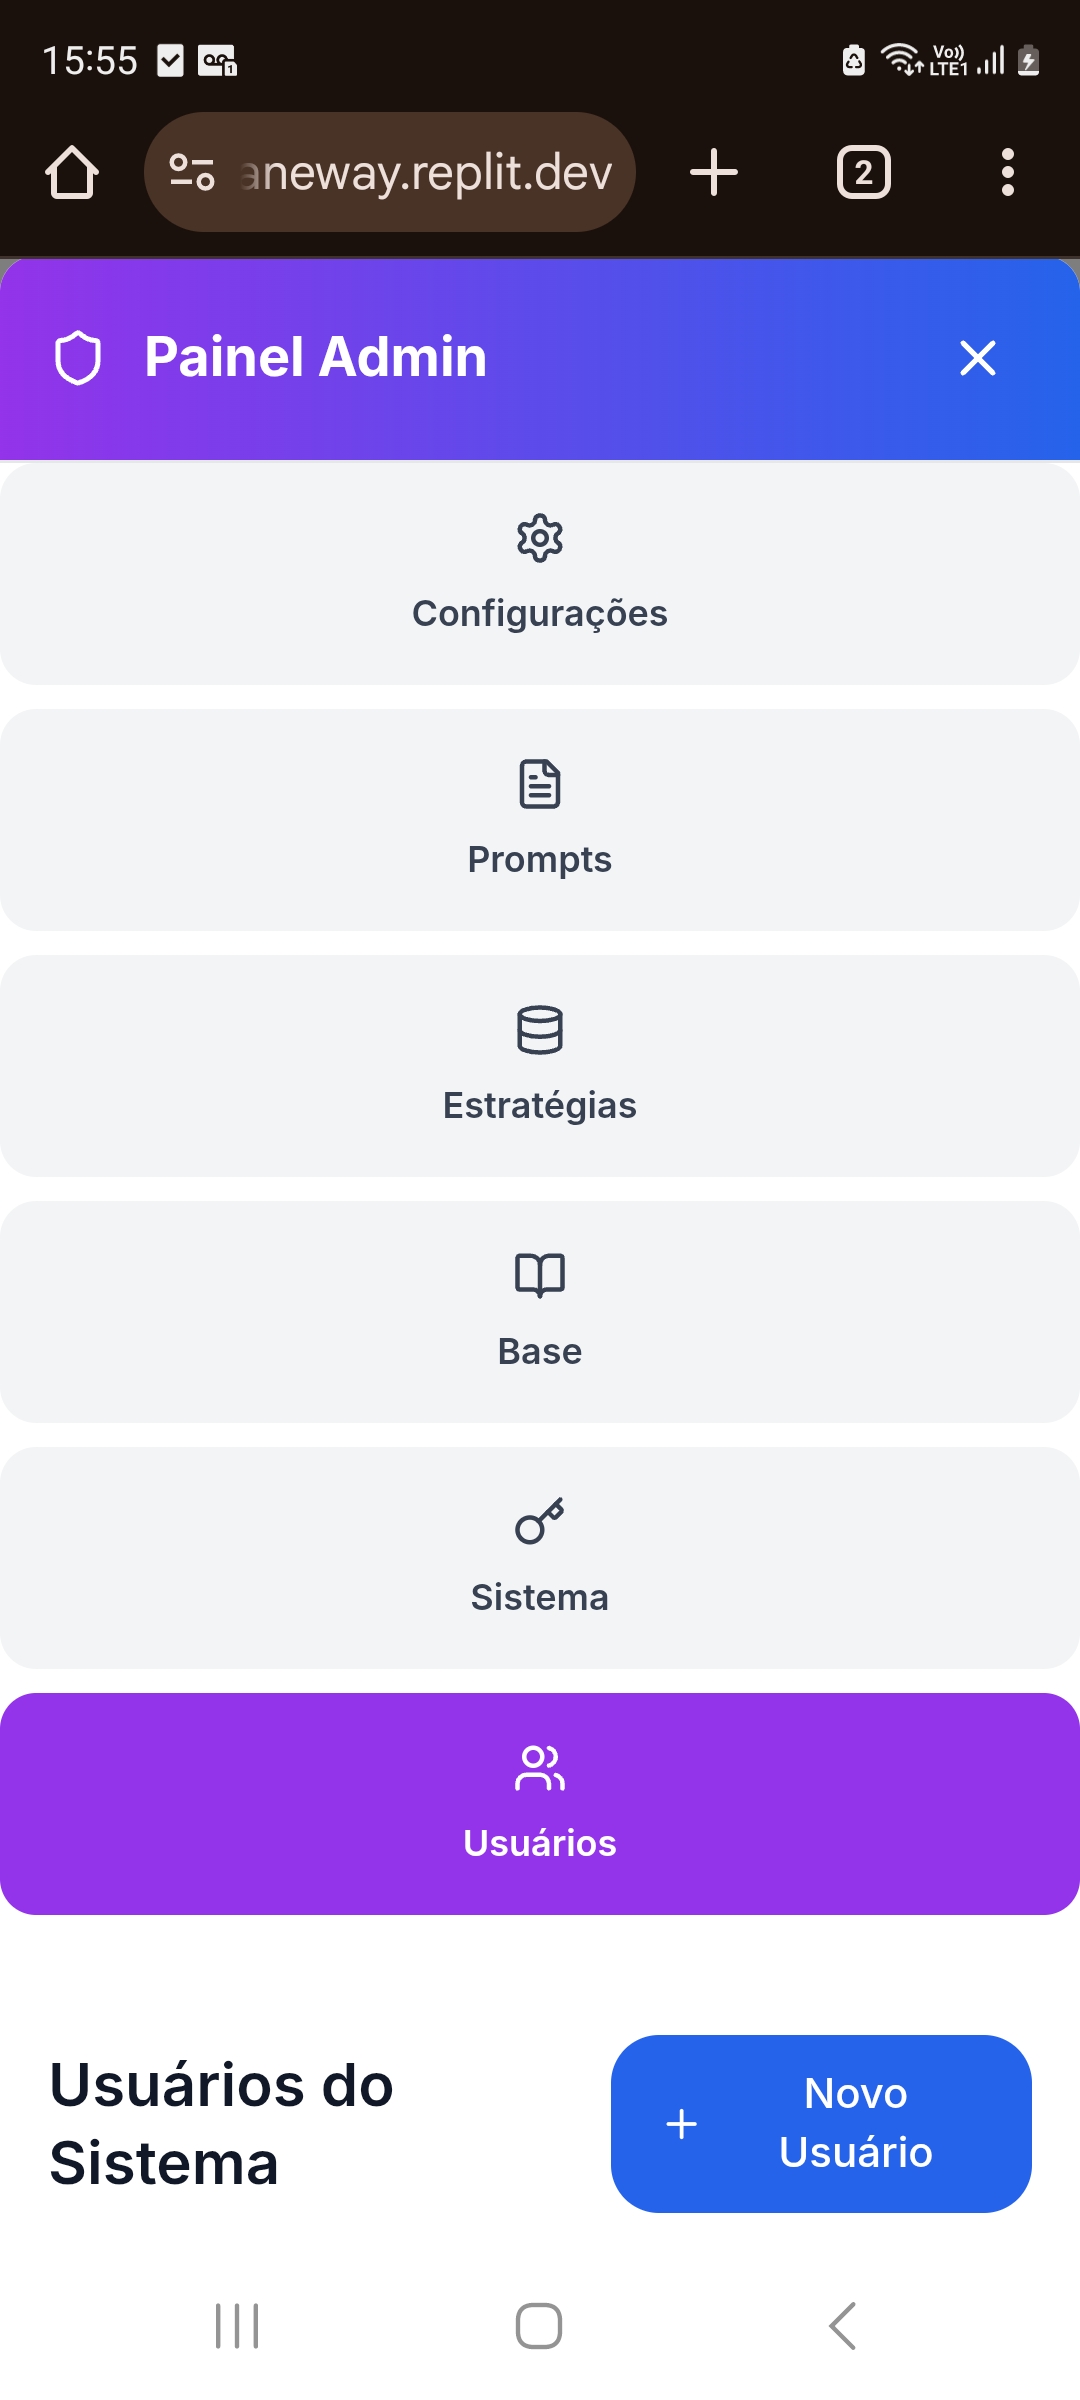 15:55
Vo))
LTE1
aneway.replit.dev
2
Painel Admin
Configurações
Prompts
Estratégias
Base
Sistema
Usuários
Usuários do
Sistema
Novo
Usuário